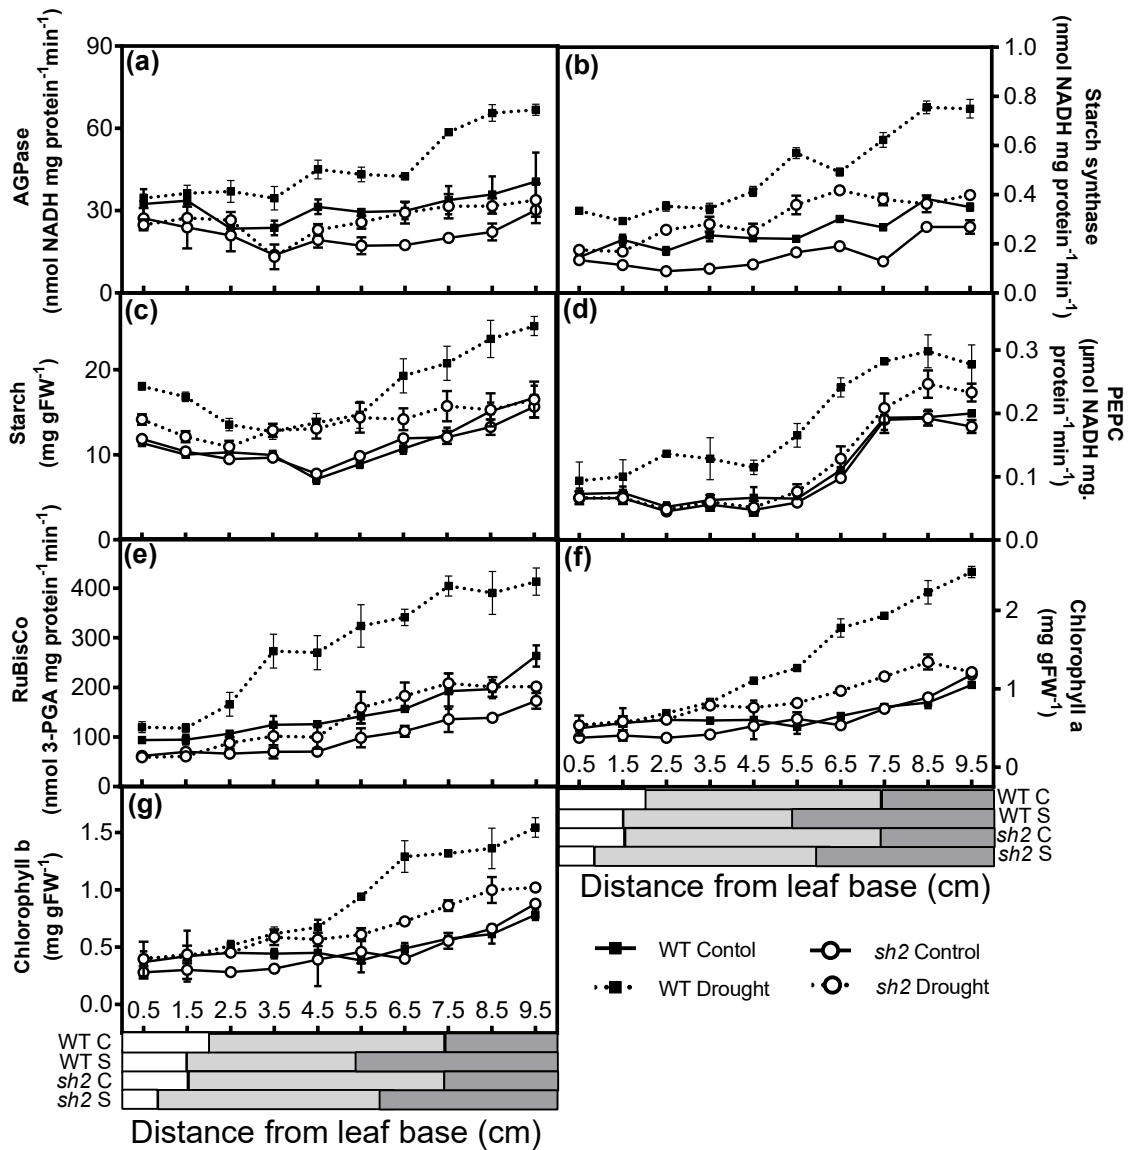 (a)
90
60
30
0
AGPase
(nmol NADH mg protein⁻¹min⁻¹)
(b)
1.0
0.8
0.6
0.4
0.2
0.0
Starch synthase
(nmol NADH mg protein⁻¹min⁻¹)
(c)
20
10
0
Starch
(mg gFW⁻¹)
(d)
0.3
0.2
0.1
0.0
PEPC
(µmol NADH mg.
protein⁻¹min⁻¹)
(e)
400
300
200
100
0
RuBisCo
(nmol 3-PGA mg protein⁻¹min⁻¹)
(f)
2
1
0
Chlorophyll a
(mg gFW⁻¹)
0.5 1.5 2.5 3.5 4.5 5.5 6.5 7.5 8.5 9.5
WT C
WT S
sh2 C
sh2 S
Distance from leaf base (cm)
(g)
1.5
1.0
0.5
0.0
Chlorophyll b
(mg gFW⁻¹)
0.5 1.5 2.5 3.5 4.5 5.5 6.5 7.5 8.5 9.5
WT C
WT S
sh2 C
sh2 S
Distance from leaf base (cm)
WT Contol
sh2 Control
WT Drought
sh2 Drought